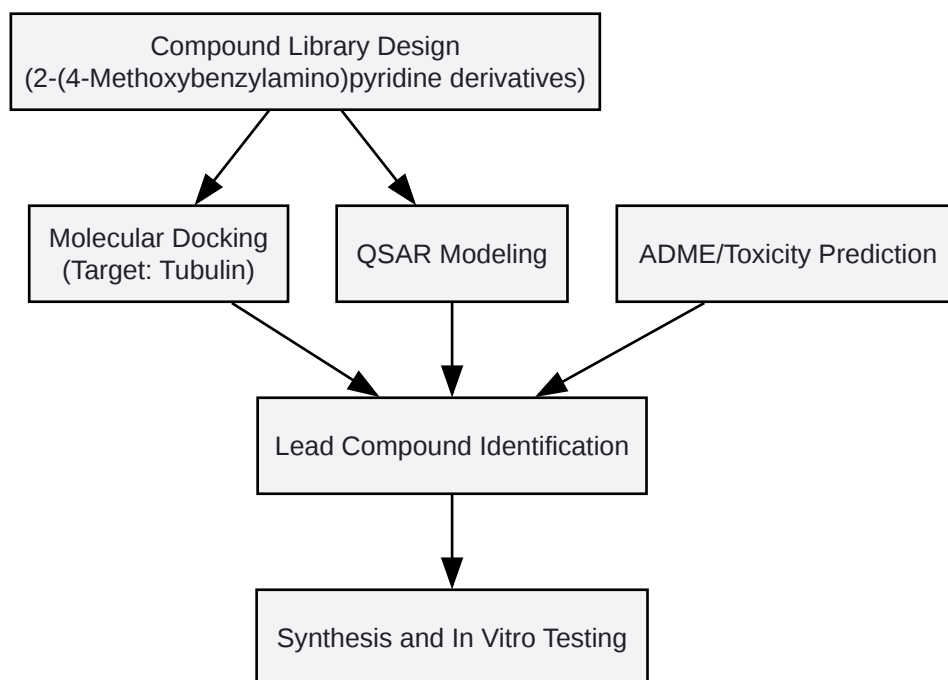 Compound Library Design
(2-(4-Methoxybenzylamino)pyridine derivatives)
Molecular Docking
(Target: Tubulin)
QSAR Modeling
ADME/Toxicity Prediction
Lead Compound Identification
Synthesis and In Vitro Testing